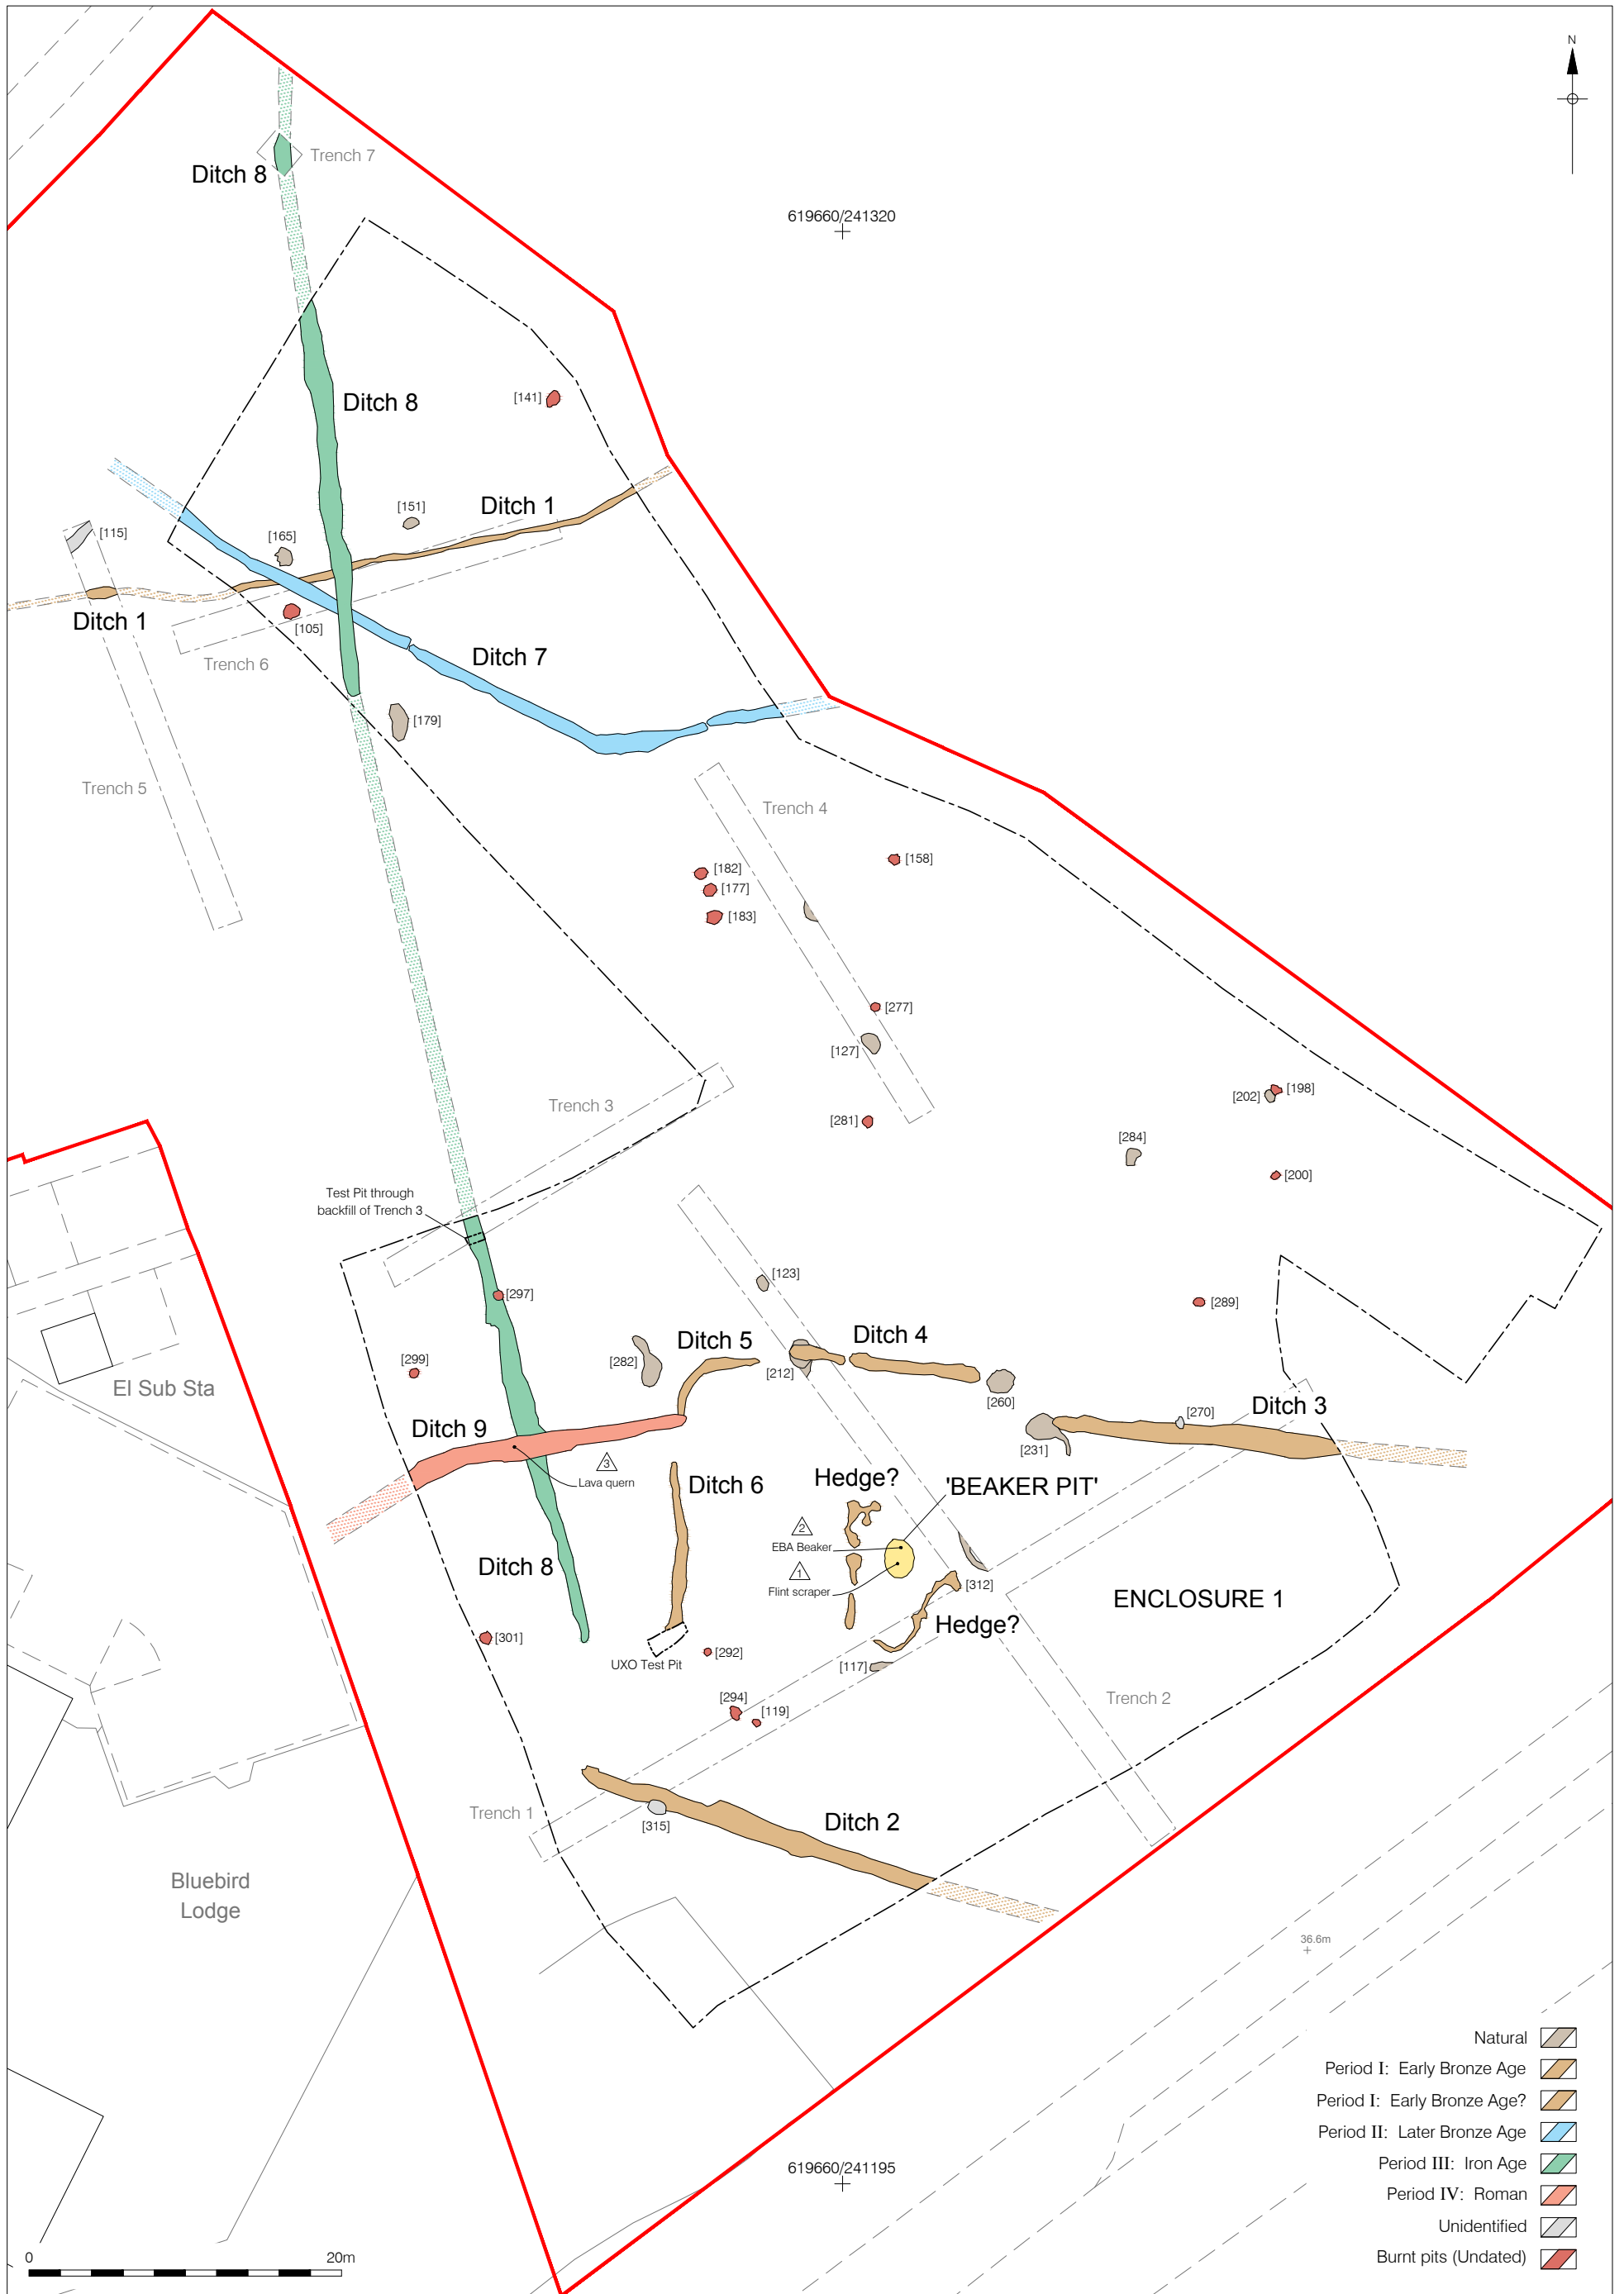 N
Trench 7
Ditch 8
619660/241320
[141]
Ditch 8
Ditch 1
[151]
[115]
[165]
Ditch 1
[105]
Trench 6
Ditch 7
[179]
Trench 5
Trench 4
[158]
[182]
[177]
[183]
[277]
[127]
[198]
[202]
Trench 3
[281]
[284]
[200]
Test Pit through
backfill of Trench 3
[123]
[297]
[289]
Ditch 5
Ditch 4
[299]
[282]
[212]
El Sub Sta
[260]
Ditch 3
[270]
Ditch 9
[231]
3
Lava quern
Hedge?
Ditch 6
'BEAKER PIT'
2
EBA Beaker
Ditch 8
1
Flint scraper
[312]
ENCLOSURE 1
Hedge?
[301]
[292]
UXO Test Pit
[117]
[294]
Trench 2
[119]
Trench 1
Ditch 2
[315]
Bluebird
Lodge
36.6m
Natural
Period I: Early Bronze Age
Period I: Early Bronze Age?
Period II: Later Bronze Age
619660/241195
Period III: Iron Age
Period IV: Roman
Unidentified
Burnt pits (Undated)
0 20m